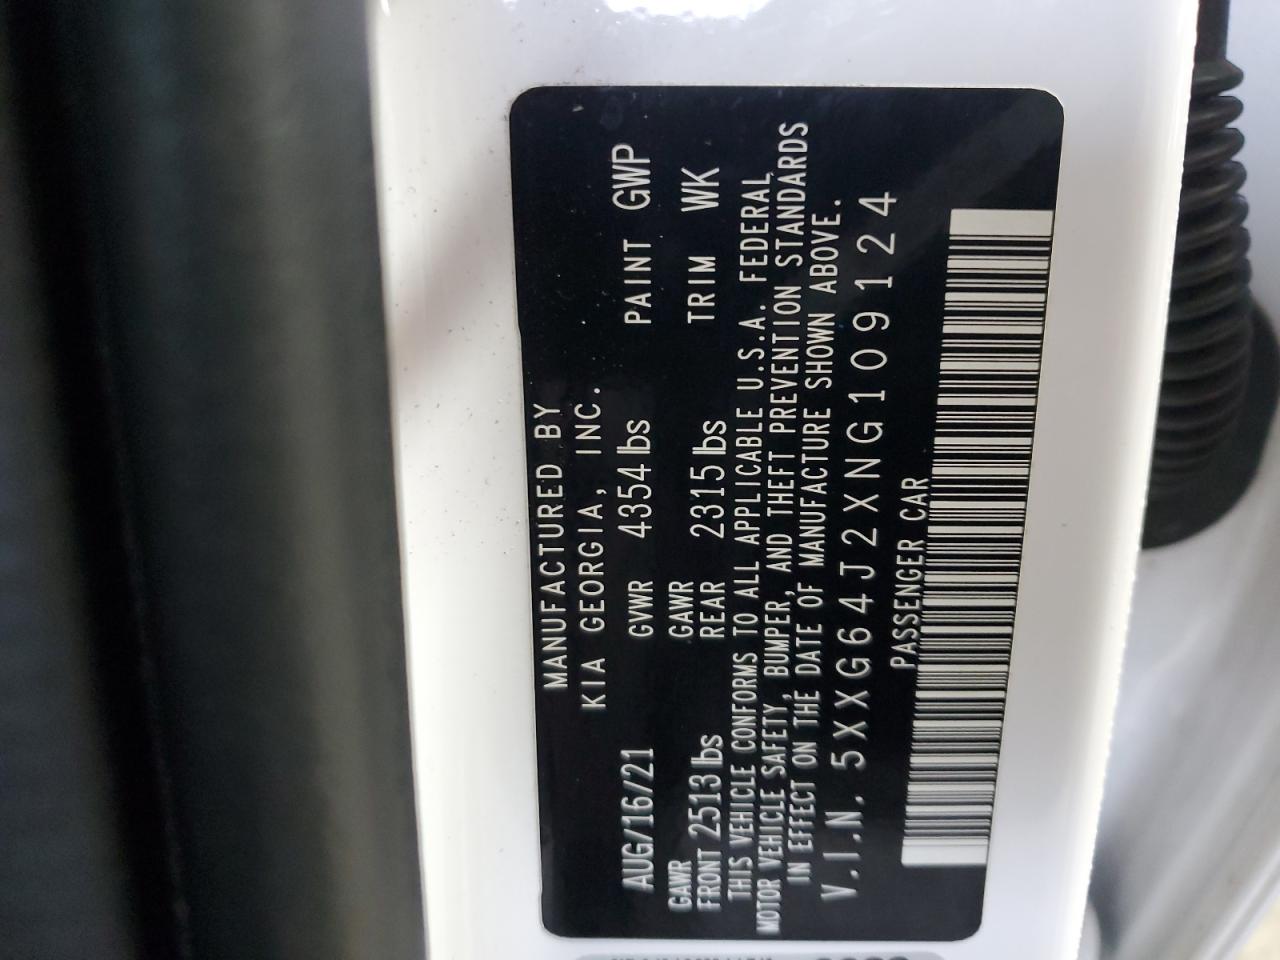 MANUFACTURED BY
KIA GEORGIA, INC.
AUG/16/21 GVWR 4354 lbs PAINT GWP
GAWR FRONT 2513 lbs GAWR REAR 2315 lbs TRIM WK
THIS VEHICLE CONFORMS TO ALL APPLICABLE U.S.A. FEDERAL
MOTOR VEHICLE SAFETY, BUMPER, AND THEFT PREVENTION STANDARDS
IN EFFECT ON THE DATE OF MANUFACTURE SHOWN ABOVE.
V.I.N. 5XXG64J2XNG109124
PASSENGER CAR